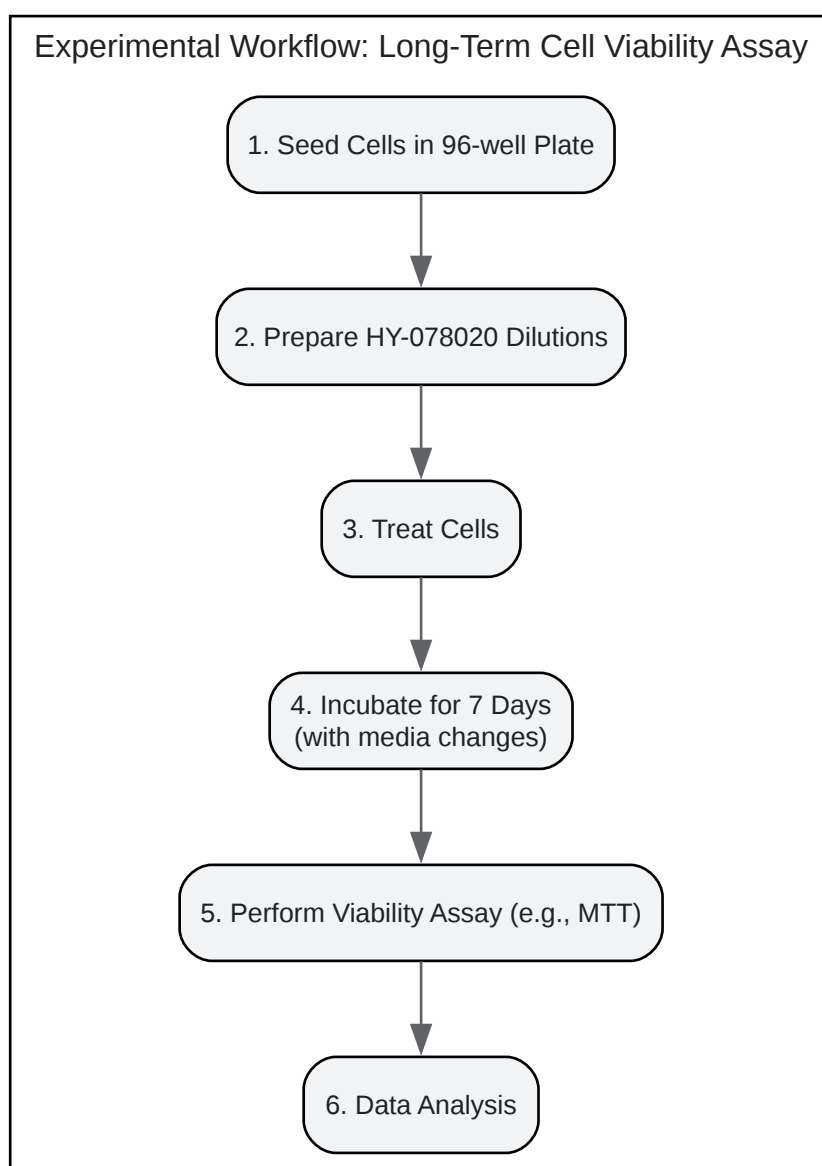 Experimental Workflow: Long-Term Cell Viability Assay
1. Seed Cells in 96-well Plate
2. Prepare HY-078020 Dilutions
3. Treat Cells
4. Incubate for 7 Days
(with media changes)
5. Perform Viability Assay (e.g., MTT)
6. Data Analysis